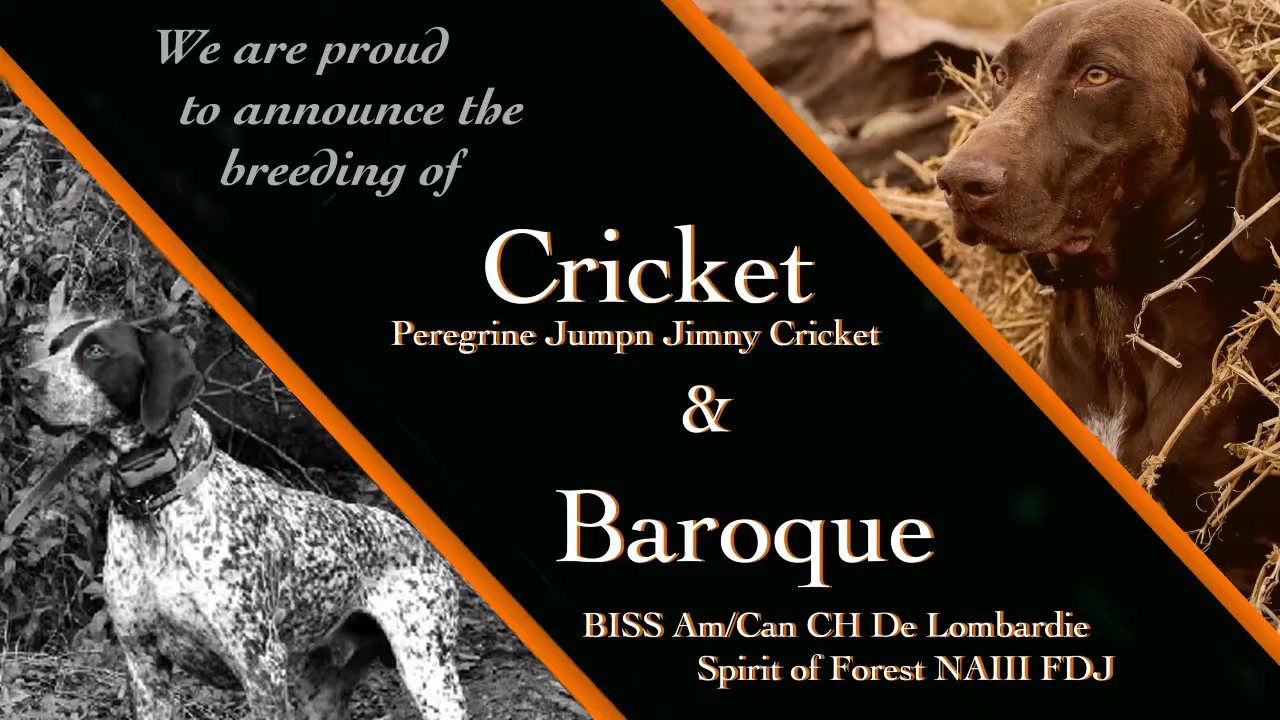 We are proud
to announce the
breeding of
Cricket
Peregrine Jumpn Jimny Cricket
&
Baroque
BISS Am/Can CH De Lombardie
Spirit of Forest NAIII FDJ